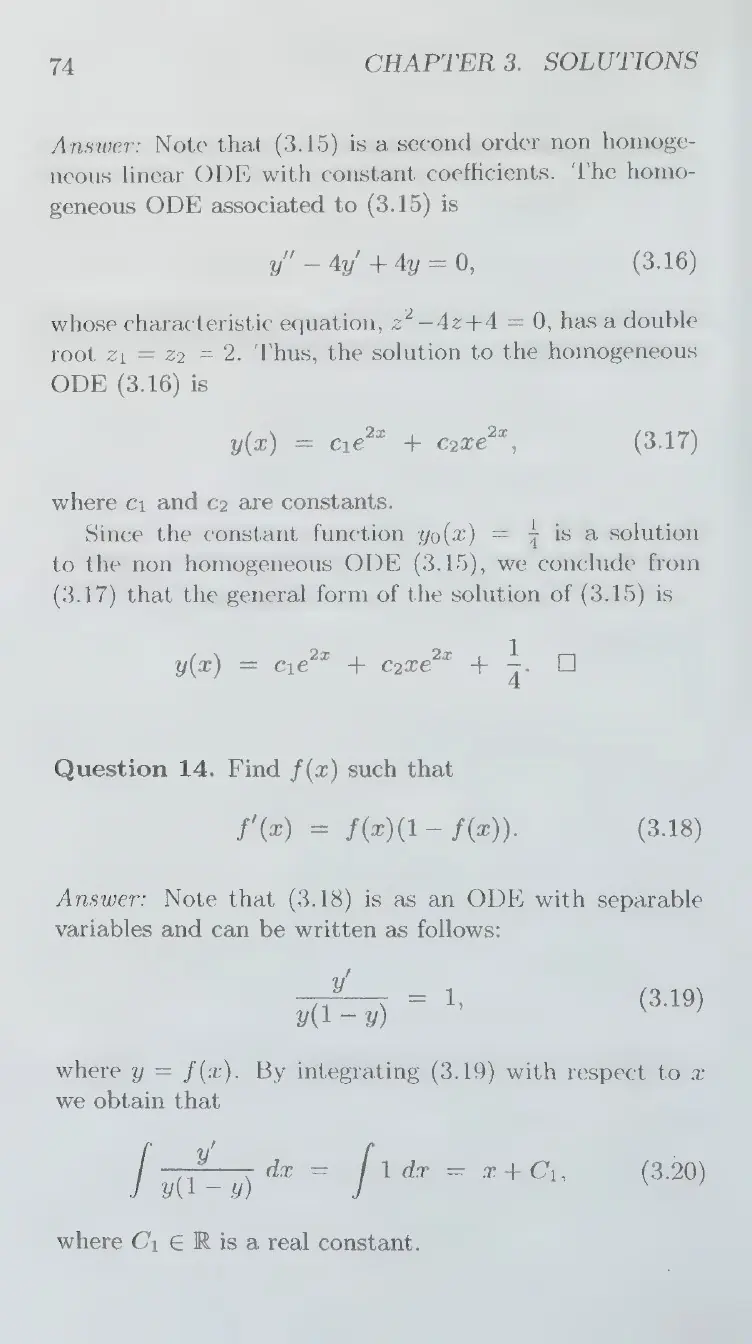 74 CHAPTER 3. SOLUTIONS
Answer: Note that (3.15) is a second order non homoge-
neous linear ODE with constant coefficients. The homo-
geneous ODE associated to (3.15) is
y'' − 4y' + 4y = 0, (3.16)
whose characteristic equation, z² − 4z + 4 = 0, has a double
root z₁ = z₂ = 2. Thus, the solution to the homogeneous
ODE (3.16) is
y(x) = c₁e²ˣ + c₂xe²ˣ, (3.17)
where c₁ and c₂ are constants.
Since the constant function y₀(x) = 1/4 is a solution
to the non homogeneous ODE (3.15), we conclude from
(3.17) that the general form of the solution of (3.15) is
y(x) = c₁e²ˣ + c₂xe²ˣ + 1/4. □
Question 14. Find f(x) such that
f'(x) = f(x)(1 − f(x)). (3.18)
Answer: Note that (3.18) is as an ODE with separable
variables and can be written as follows:
y' / y(1 − y) = 1, (3.19)
where y = f(x). By integrating (3.19) with respect to x
we obtain that
∫ y' / y(1 − y) dx = ∫ 1 dx = x + C₁, (3.20)
where C₁ ∈ ℝ is a real constant.